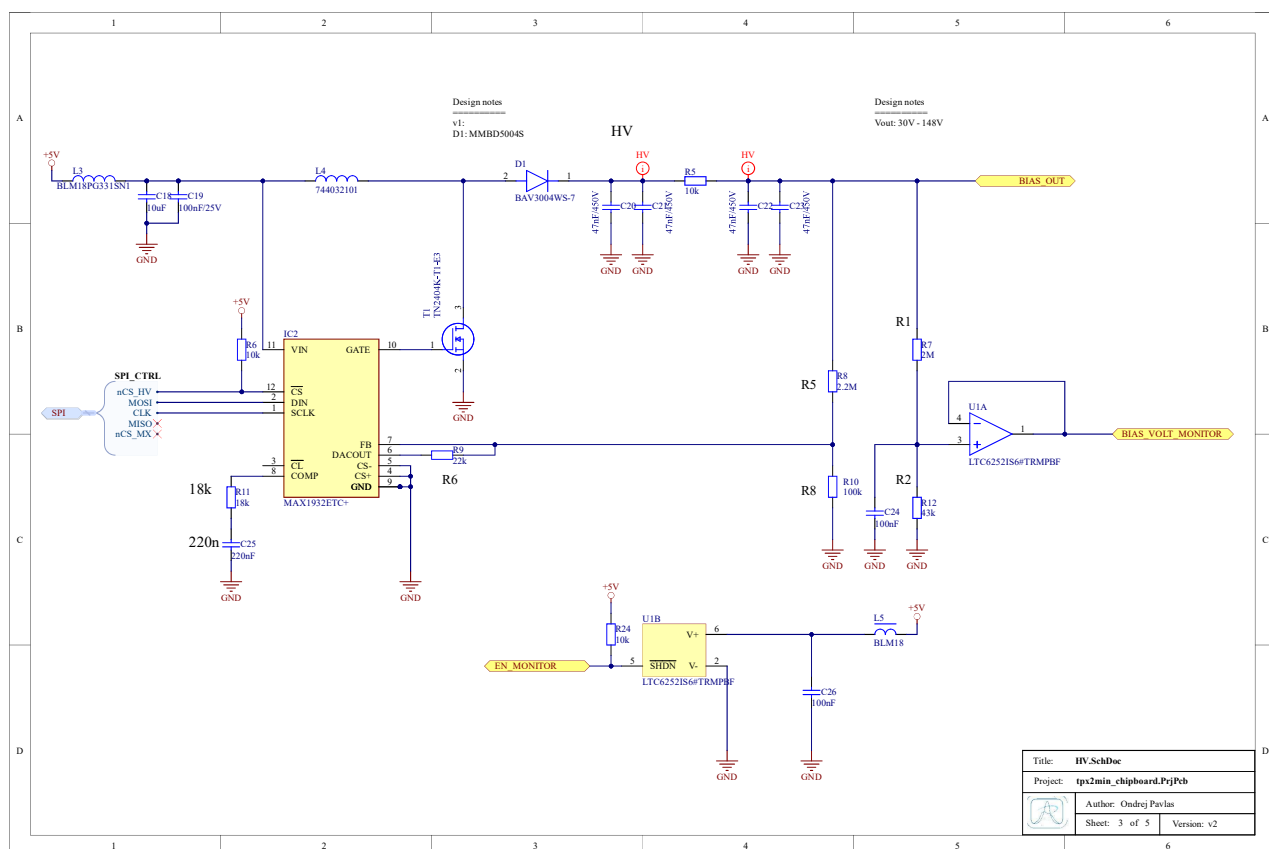 1 2 3 4 5 6
A
A
Design notes
==========
v1:
D1: MMBD5004S
Design notes
==========
Vout: 30V - 148V
HV
+5V
L3
BLM18PG331SN1
C18
10uF
C19
100nF/25V
GND
L4
744032101
D1
2
1
BAV3004WS-7
HV
i
HV
i
R5
10k
BIAS_OUT
C20
47nF/450V
C21
47nF/450V
C22
47nF/450V
C23
47nF/450V
GND
GND
GND
GND
B
B
T1
TN2404K-T1-E3
3
1
2
GND
+5V
R6
10k
IC2
11 VIN
GATE 10
12 CS
2 DIN
1 SCLK
FB 7
DACOUT 6
3 CL
CS- 5
8 COMP
CS+ 4
GND 9
MAX1932ETC+
SPI_CTRL
nCS_HV
MOSI
CLK
MISO
nCS_MX
SPI
R1
R7
2M
R5
R8
2.2M
U1A
4
3
1
LTC6252IS6#TRMPBF
BIAS_VOLT_MONITOR
R9
22k
R6
R8
R10
100k
R2
R12
43k
C24
100nF
GND
GND
GND
18k
R11
18k
220n
C25
220nF
GND
GND
C
C
+5V
R24
10k
U1B
V+ 6
5 SHDN
V- 2
LTC6252IS6#TRMPBF
EN_MONITOR
L5
BLM18
+5V
C26
100nF
GND
GND
D
D
Title: HV.SchDoc
Project: tpx2min_chipboard.PrjPcb
Author: Ondrej Pavlas
Sheet: 3 of 5
Version: v2
1 2 3 4 5 6